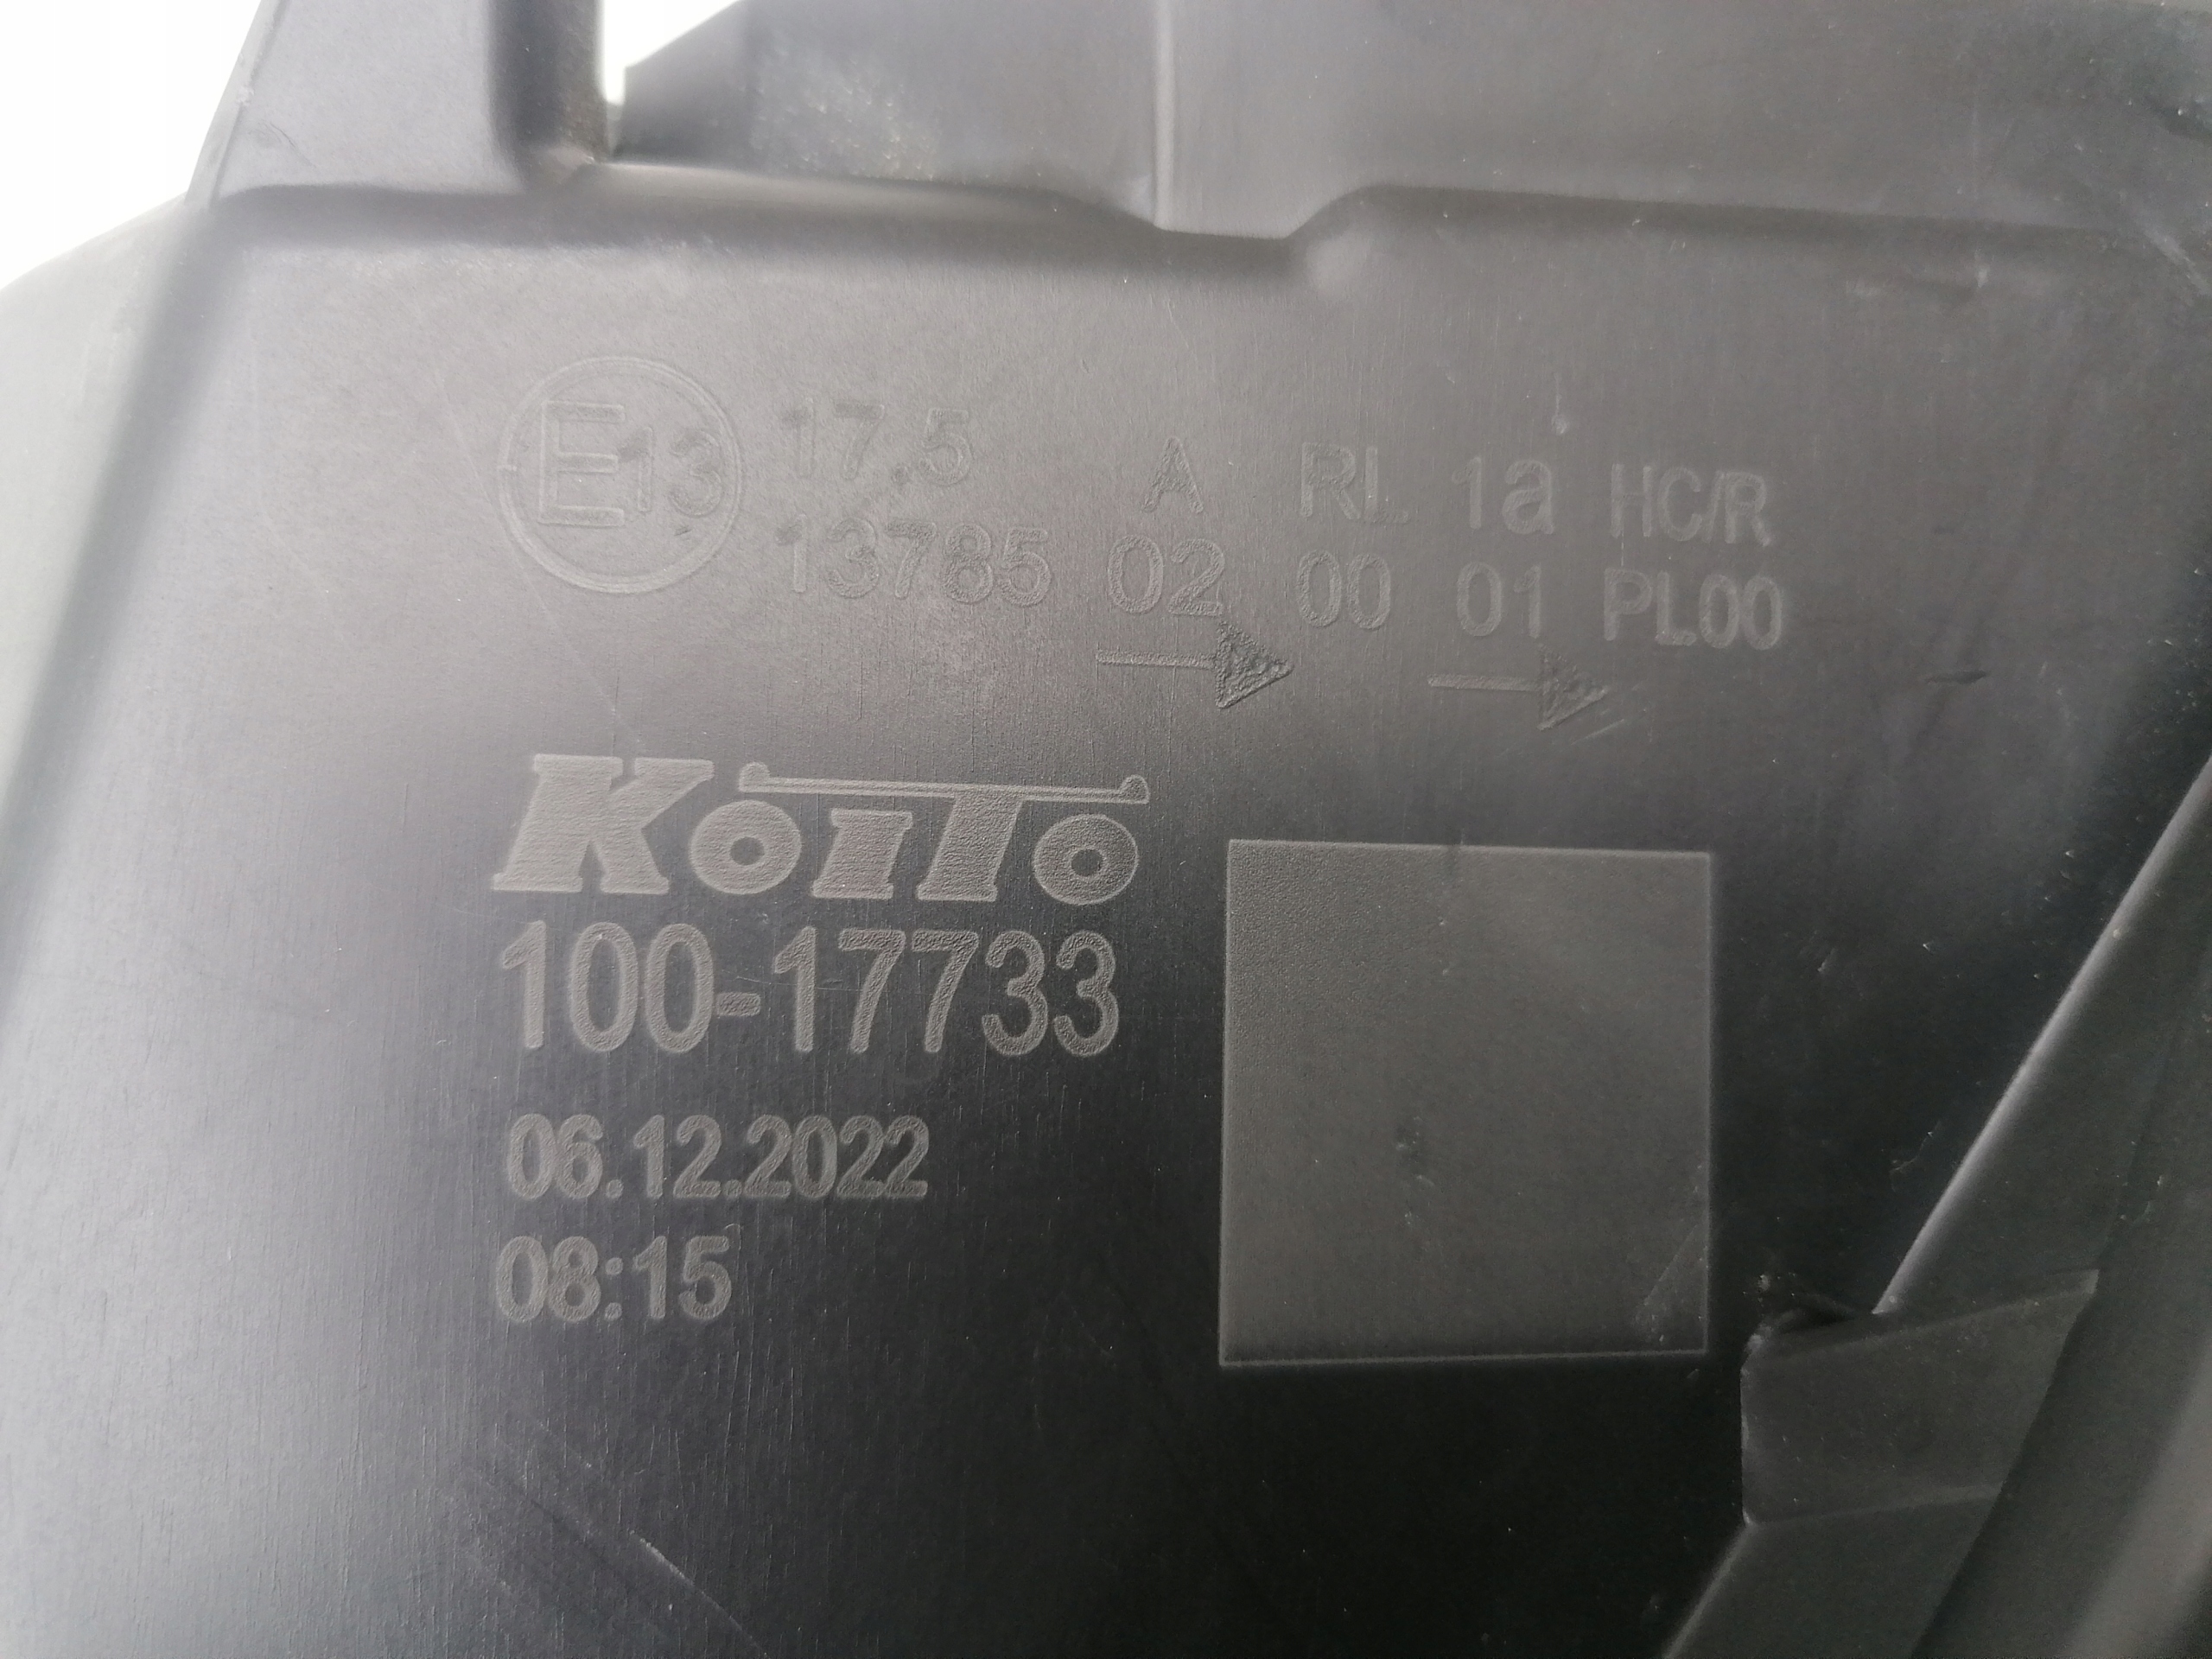 E13 17.5 A RL 1a HC/R
13785 02 00 01 PL00
KoiTo
100-17733
06.12.2022
08:15